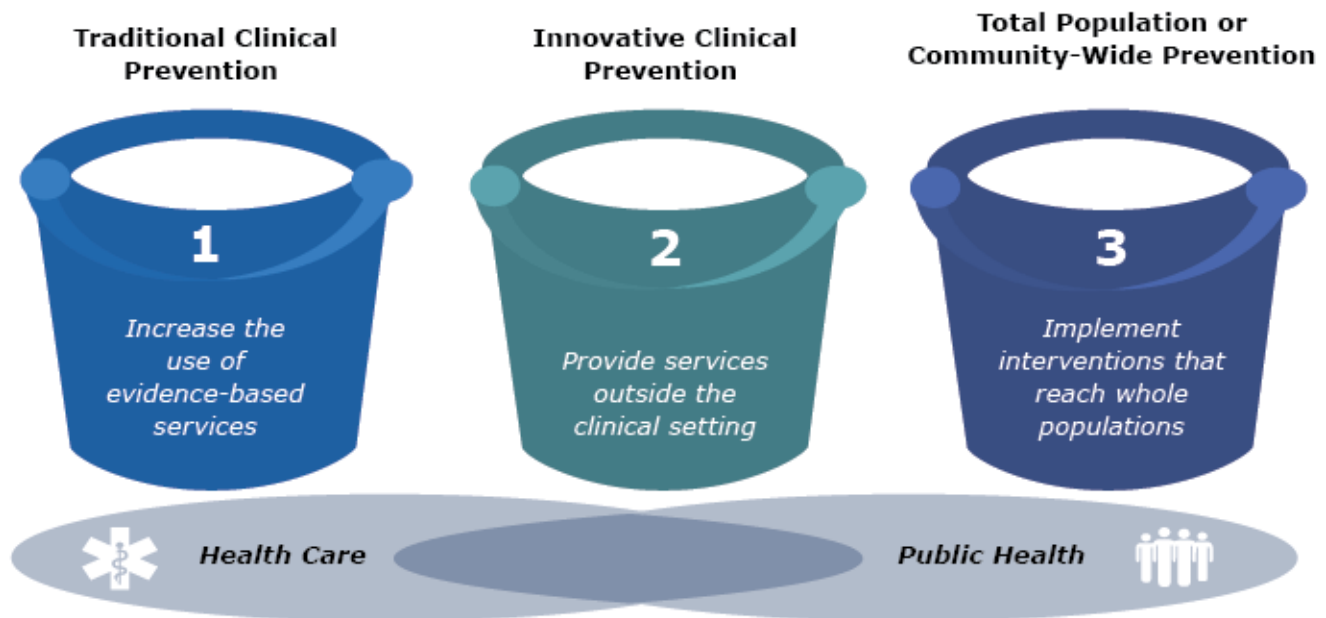 Traditional Clinical
Prevention
Innovative Clinical
Prevention
Total Population or
Community-Wide Prevention
1
Increase the
use of
evidence-based
services
2
Provide services
outside the
clinical setting
3
Implement
interventions that
reach whole
populations
Health Care
Public Health